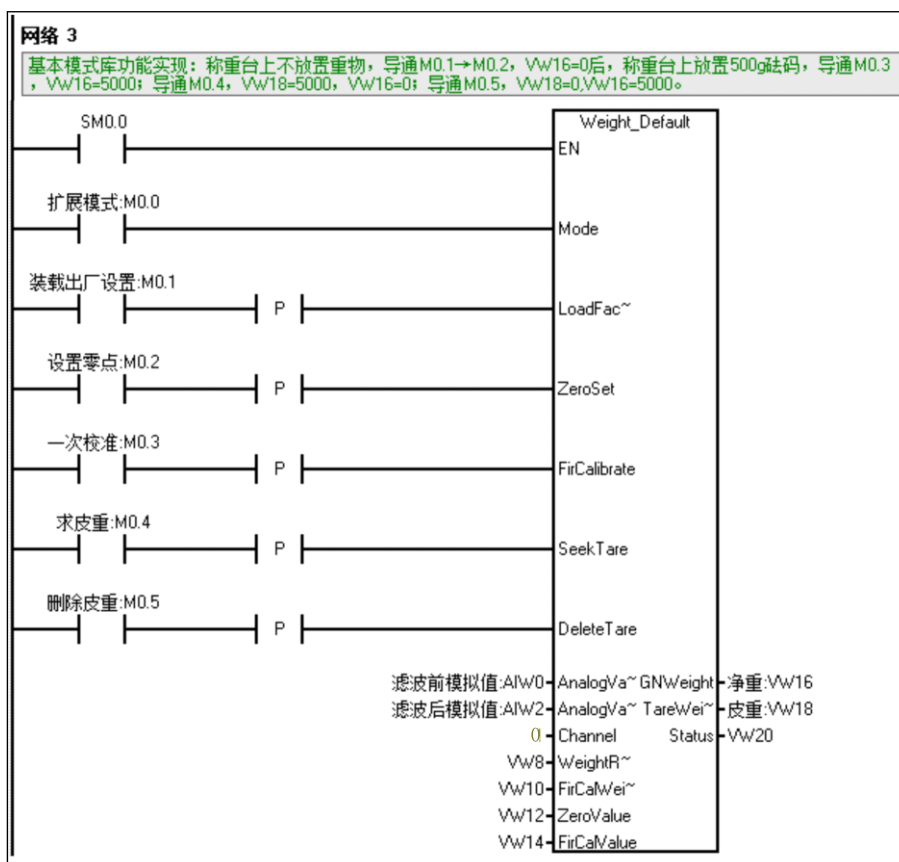 网络 3
基本模式库功能实现：称重台上不放置重物，导通M0.1→M0.2，VW16=0后，称重台上放置500g砝码，导通M0.3
，VW16=5000；导通M0.4，VW18=5000，VW16=0；导通M0.5，VW18=0,VW16=5000。
SM0.0
Weight_Default
EN
扩展模式:M0.0
Mode
装载出厂设置:M0.1
P
LoadFac~
设置零点:M0.2
P
ZeroSet
一次校准:M0.3
P
FirCalibrate
求皮重:M0.4
P
SeekTare
删除皮重:M0.5
P
DeleteTare
滤波前模拟值:AIW0 AnalogVa~ GNWeight 净重:VW16
滤波后模拟值:AIW2 AnalogVa~ TareWei~ 皮重:VW18
0 Channel Status VW20
VW8 WeightR~
VW10 FirCalWei~
VW12 ZeroValue
VW14 FirCalValue